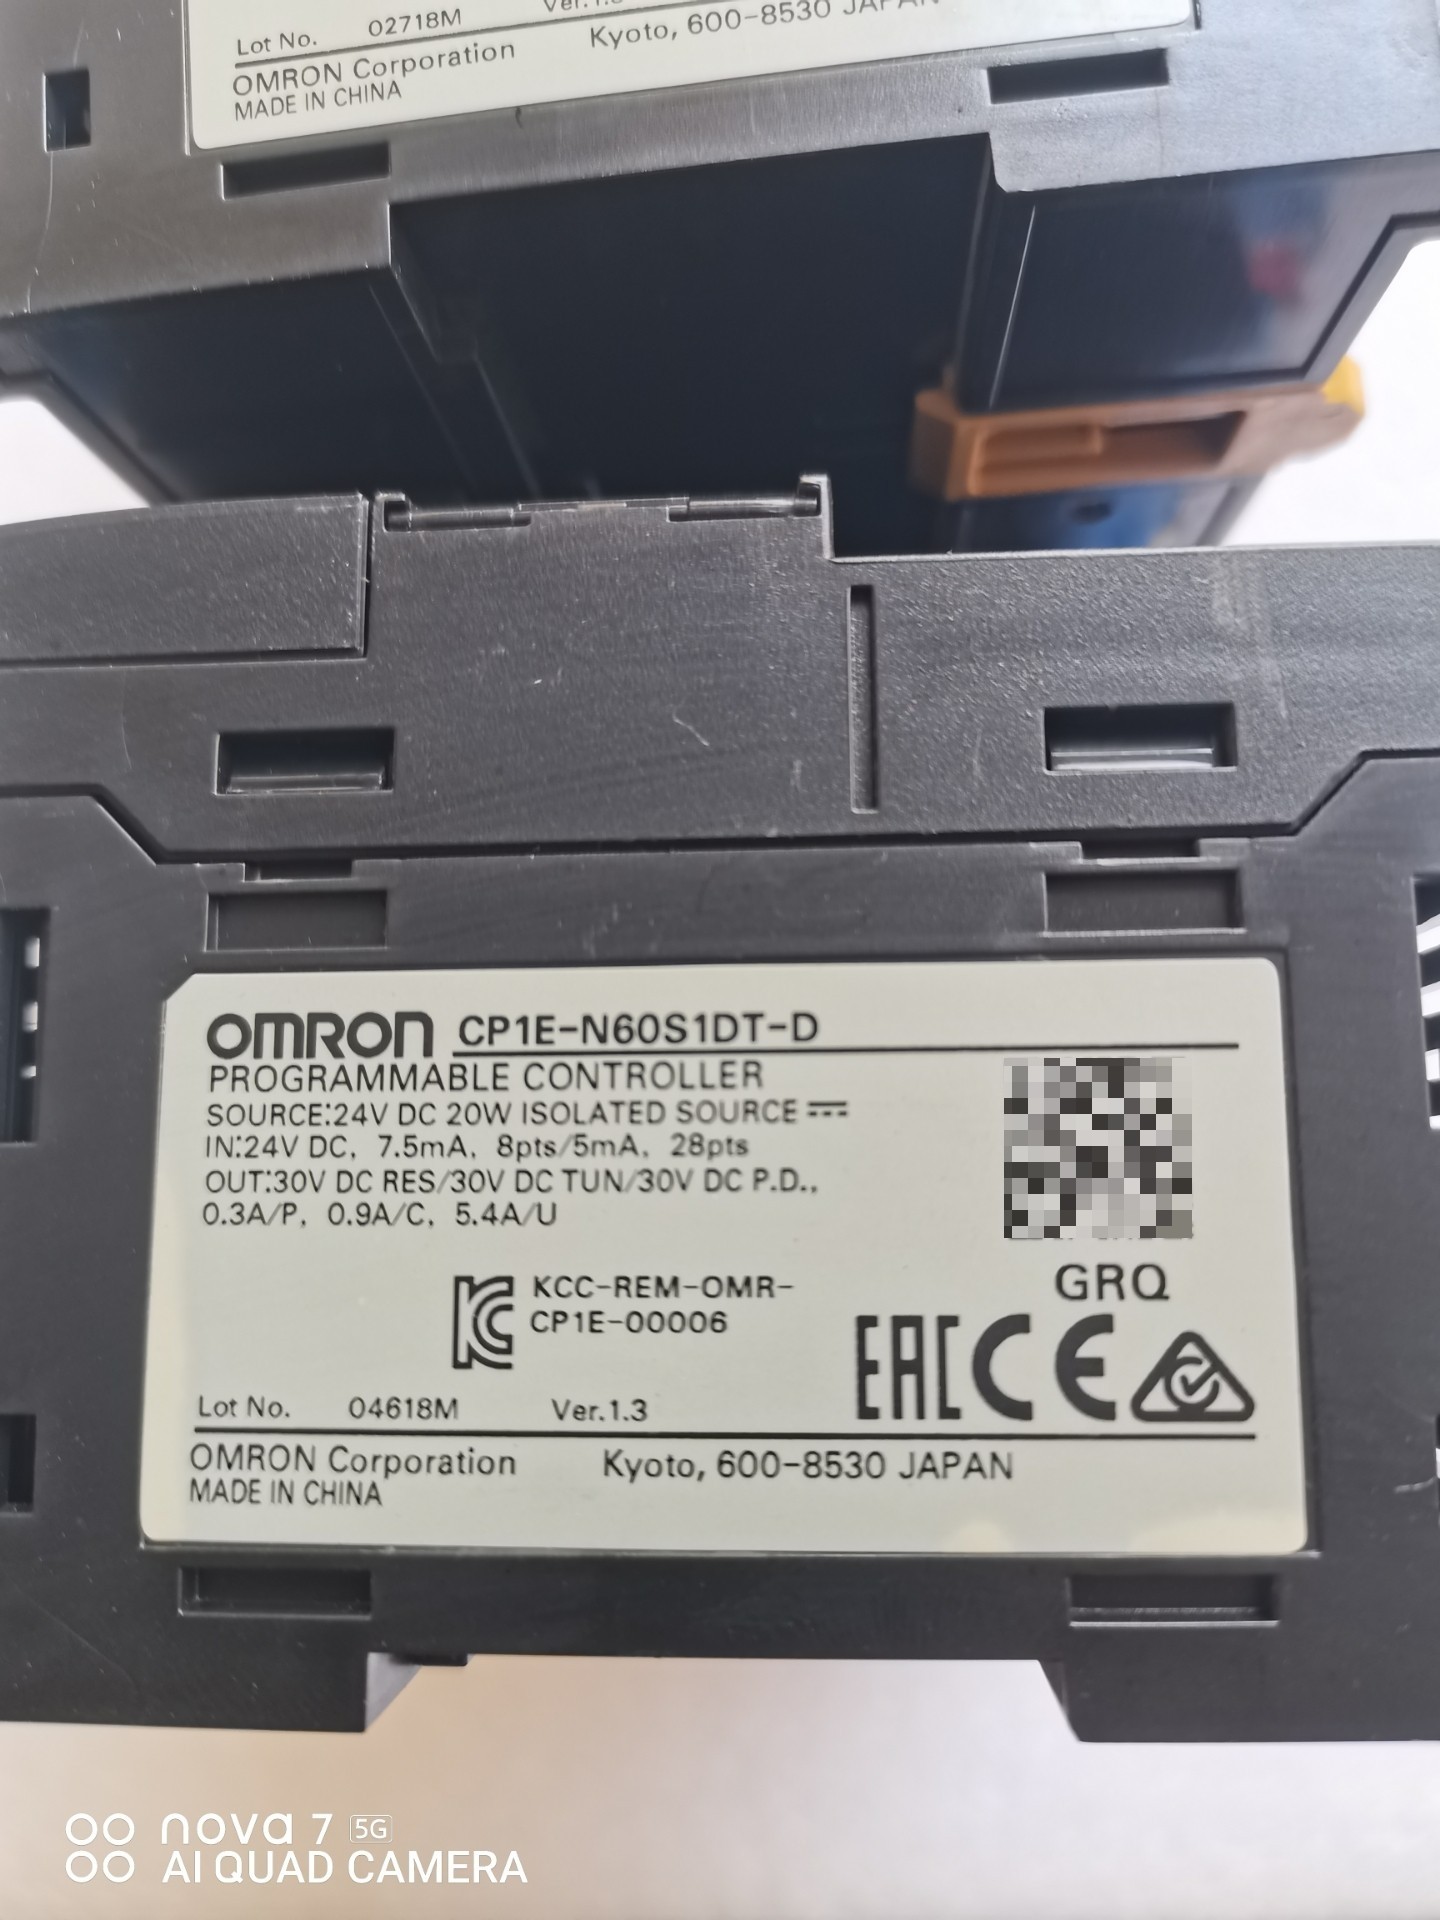 Lot No. 02718M
OMRON Corporation Kyoto, 600-8530 JAPAN
MADE IN CHINA
OMRON CP1E-N60S1DT-D
PROGRAMMABLE CONTROLLER
SOURCE:24V DC 20W ISOLATED SOURCE
IN:24V DC, 7.5mA, 8pts/5mA, 28pts
OUT:30V DC RES/30V DC TUN/30V DC P.D.,
0.3A/P, 0.9A/C, 5.4A/U
GRQ
KC KCC-REM-OMR-
CP1E-00006
EAC CE
Lot No. 04618M Ver.1.3
OMRON Corporation Kyoto, 600-8530 JAPAN
MADE IN CHINA
nova 7 5G
AI QUAD CAMERA